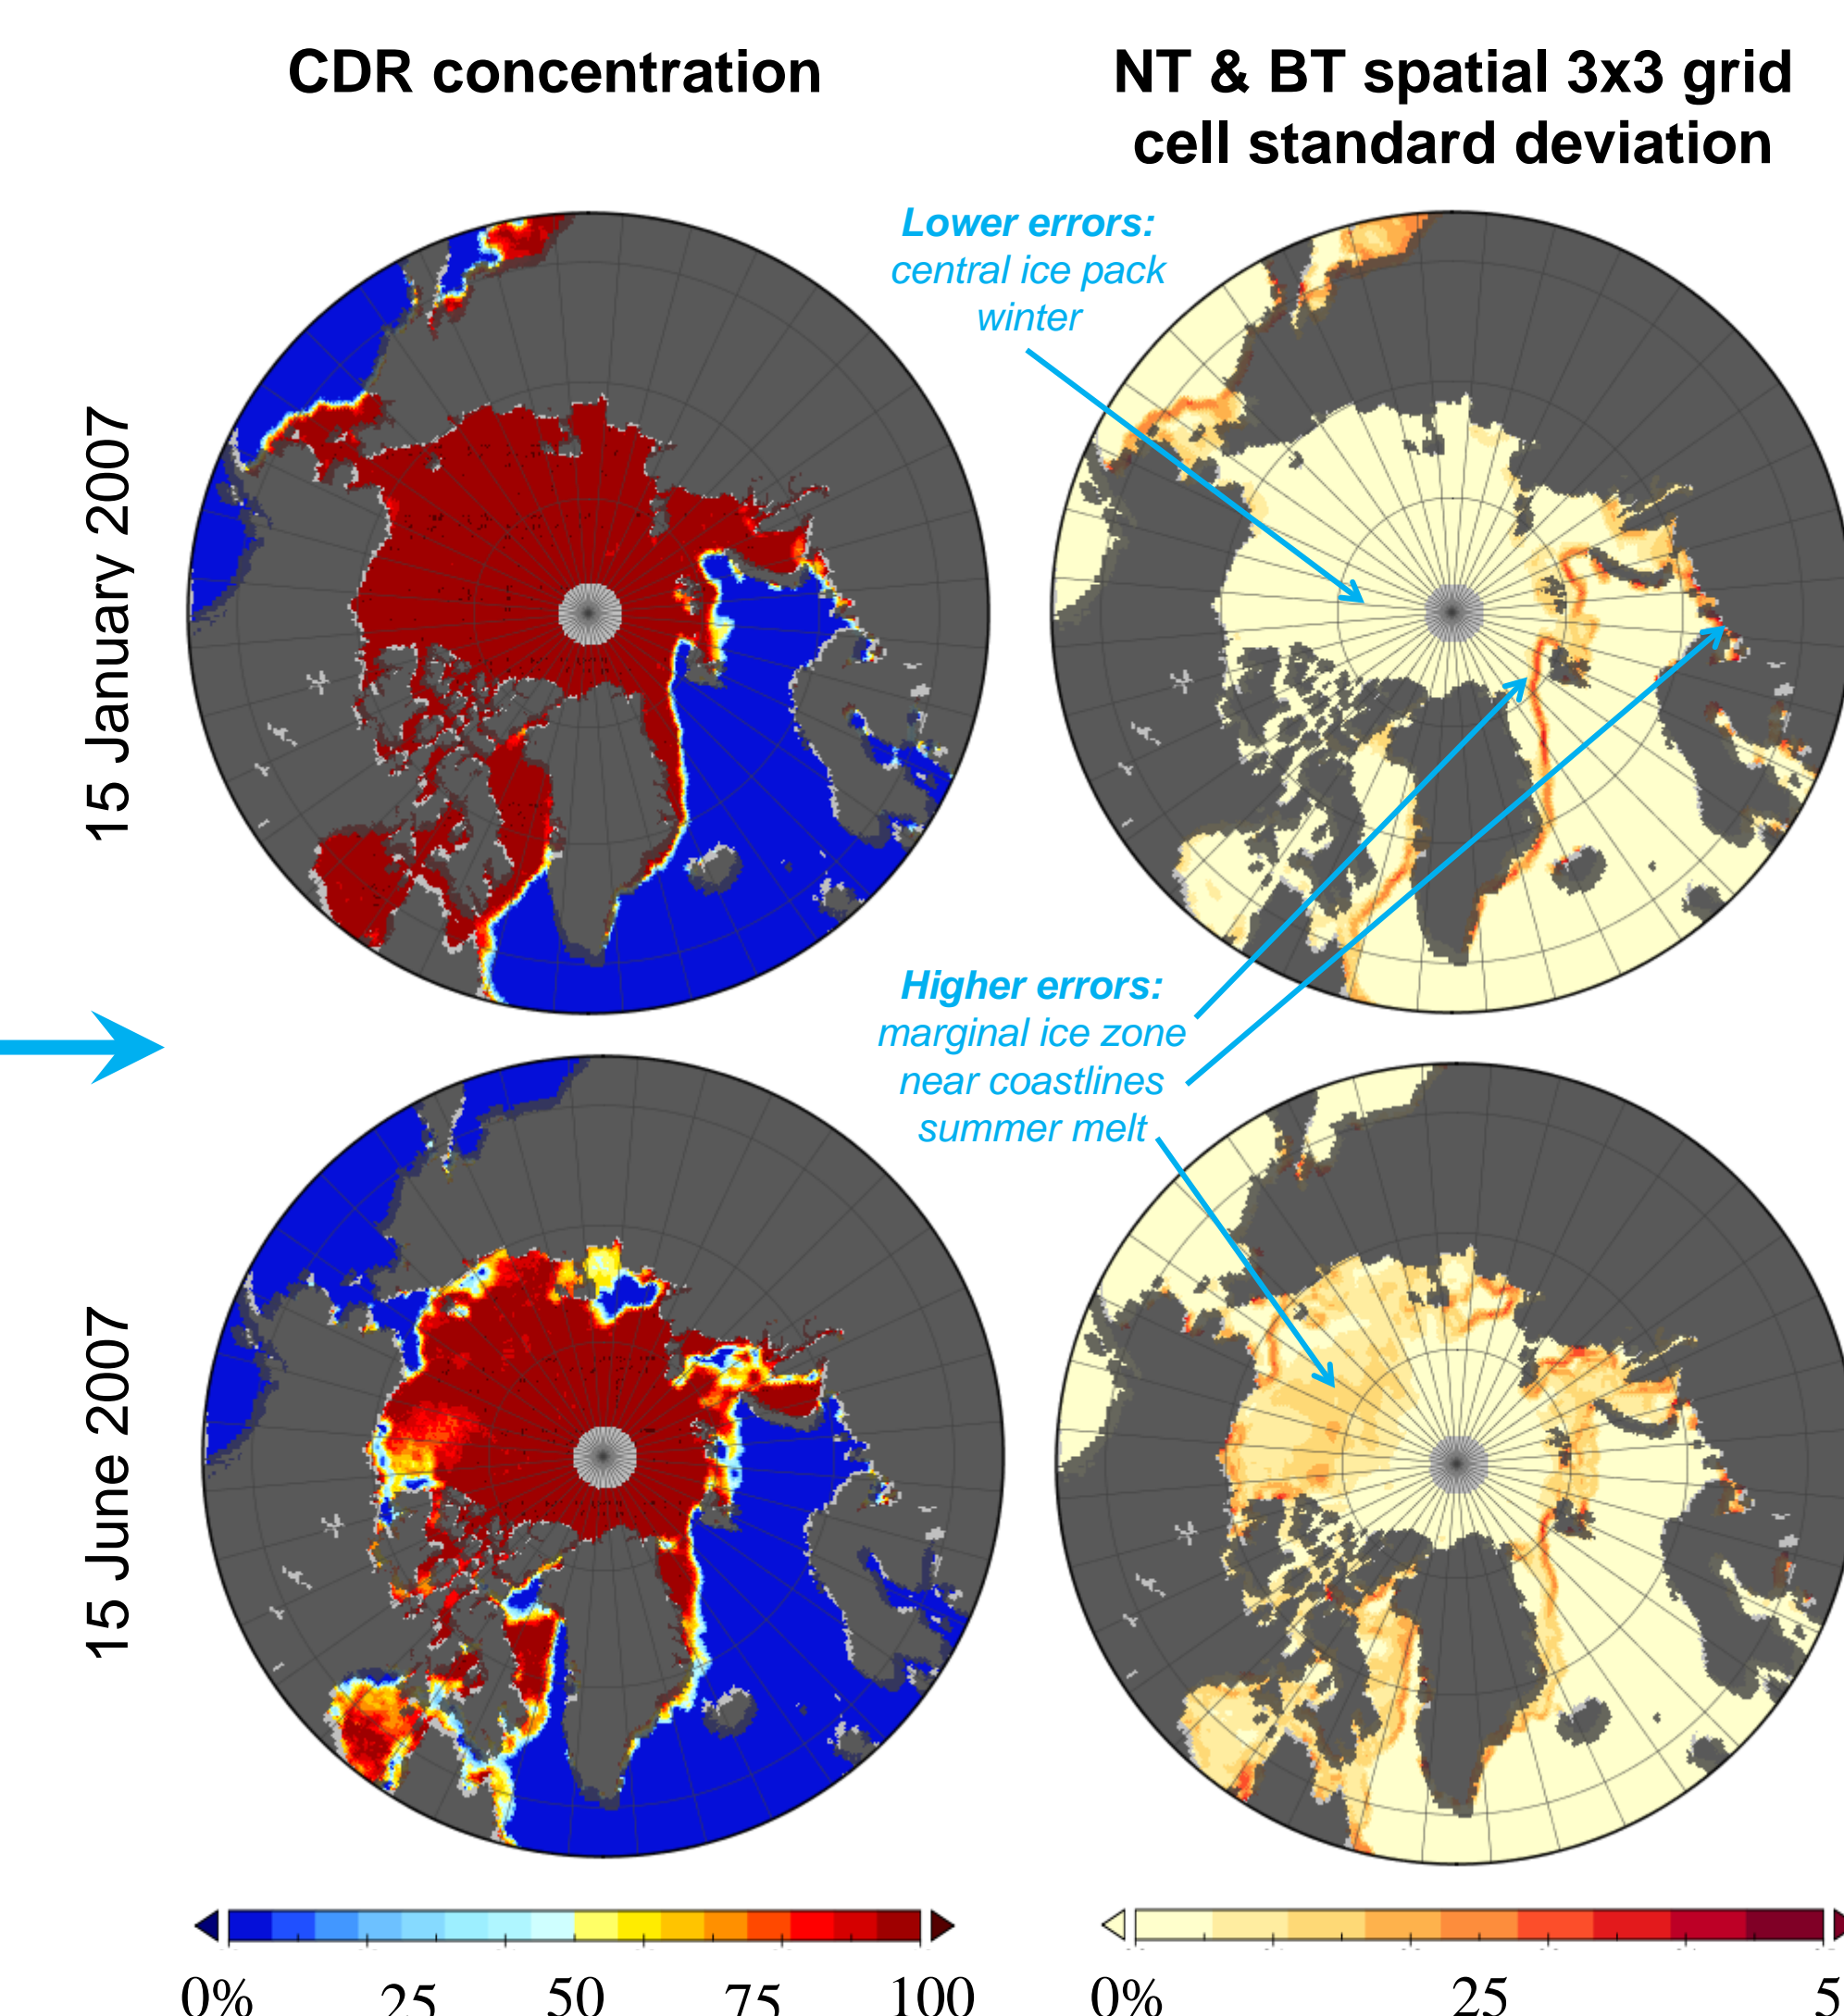 CDR concentration
NT & BT spatial 3x3 grid
cell standard deviation
Lower errors:
central ice pack
winter
15 January 2007
Higher errors:
marginal ice zone
near coastlines
summer melt
15 June 2007
0% 25 50 75 100
0% 25 5